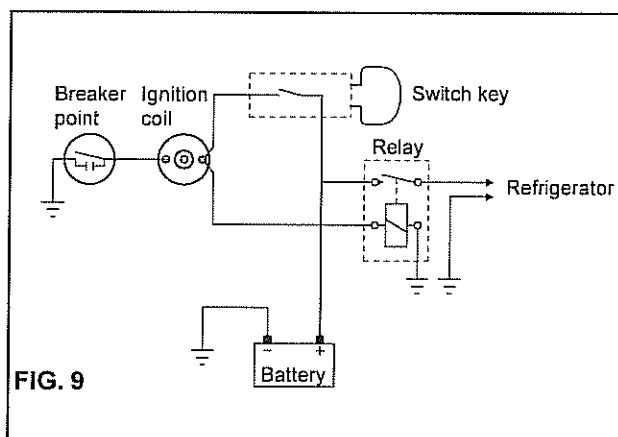 Breaker point
Ignition coil
Switch key
Relay
Refrigerator
- +
Battery
FIG. 9